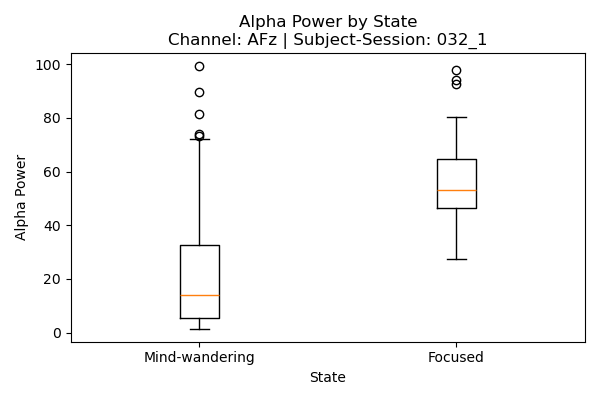 Alpha Power by State
Channel: AFz | Subject-Session: 032_1
100
80
60
40
20
0
Alpha Power
Mind-wandering
Focused
State